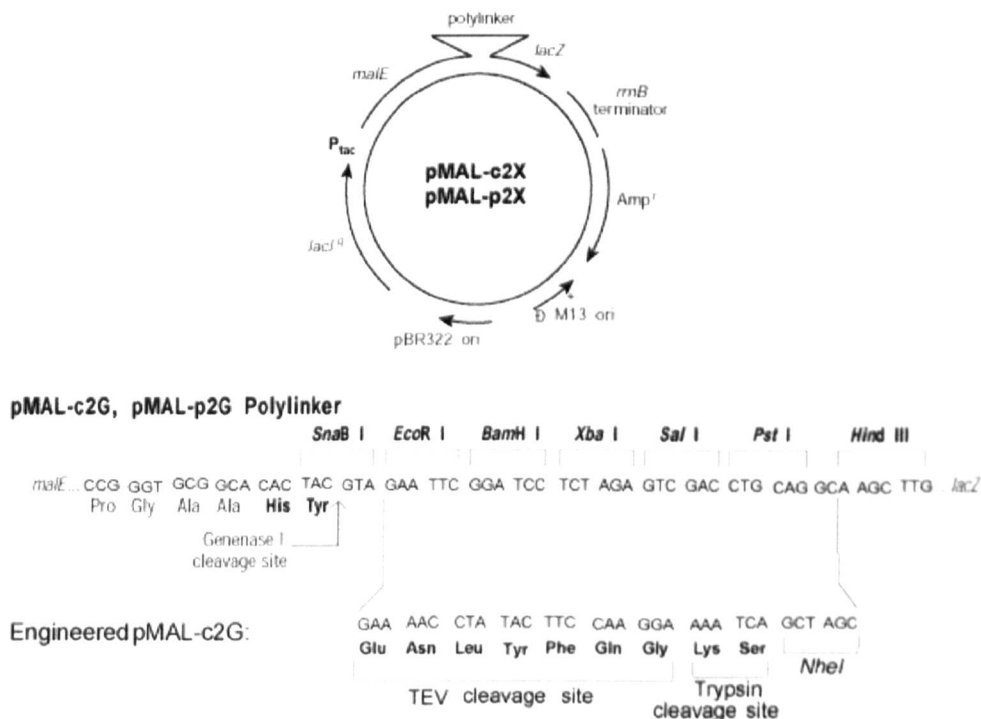 polylinker
malE
lacZ
rrnB
terminator
Ptac
pMAL-c2X
pMAL-p2X
Ampr
lacIq
Đ M13 ori
+
pBR322 ori
pMAL-c2G, pMAL-p2G Polylinker
SnaB I EcoR I BamH I Xba I Sal I Pst I Hind III
malE... CCG GGT GCG GCA CAC TAC GTA GAA TTC GGA TCC TCT AGA GTC GAC CTG CAG GCA AGC TTG ...lacZ
Pro Gly Ala Ala His Tyr
Genenase I
cleavage site
Engineered pMAL-c2G:
GAA AAC CTA TAC TTC CAA GGA AAA TCA GCT AGC
Glu Asn Leu Tyr Phe Gln Gly Lys Ser NheI
TEV cleavage site
Trypsin
cleavage site